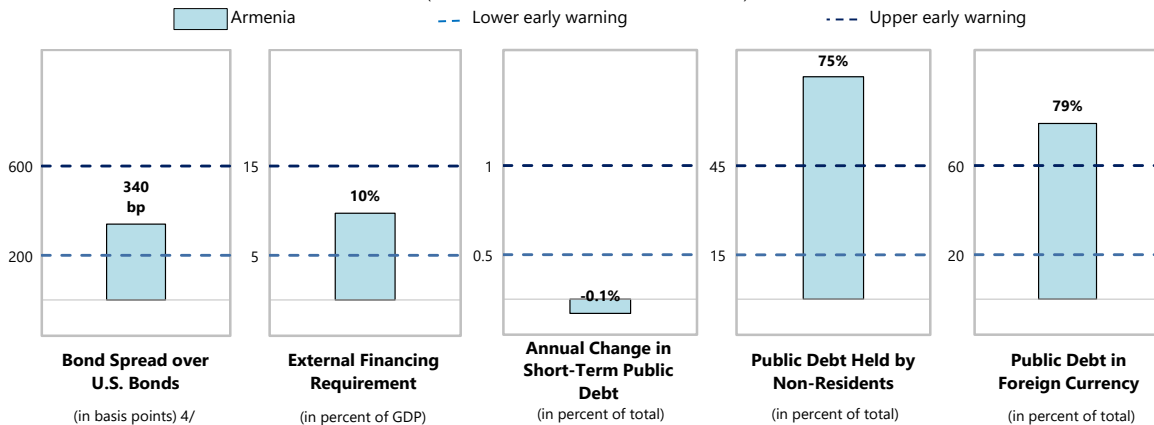 Armenia
Lower early warning
Upper early warning
600
200
340
bp
Bond Spread over
U.S. Bonds
(in basis points) 4/
15
5
10%
External Financing
Requirement
(in percent of GDP)
1
0.5
-0.1%
Annual Change in
Short-Term Public
Debt
(in percent of total)
45
15
75%
Public Debt Held by
Non-Residents
(in percent of total)
60
20
79%
Public Debt in
Foreign Currency
(in percent of total)